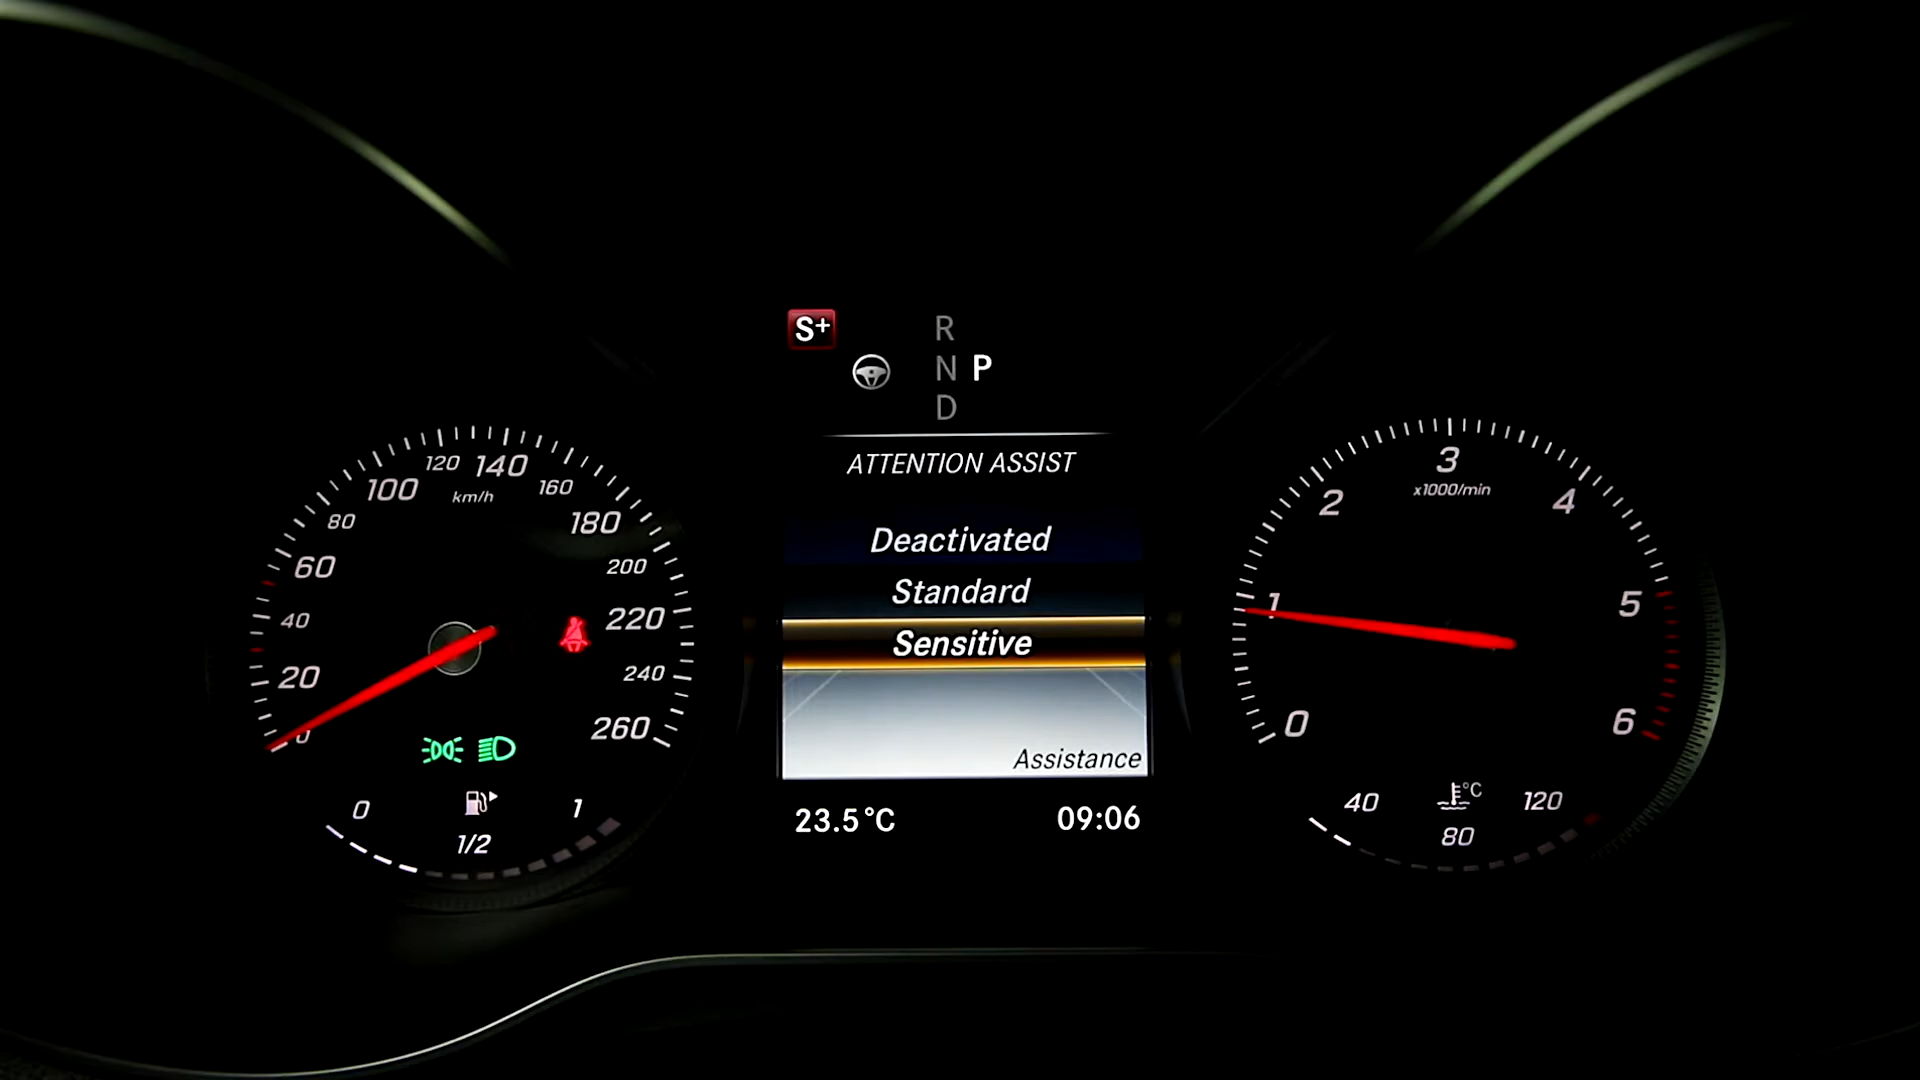 S+
R
N P
D
ATTENTION ASSIST
Deactivated
Standard
Sensitive
Assistance
23.5°C 09:06
0
20
40
60
80
100
120
140
160
180
200
220
240
260
km/h
0 1/2 1
0
1
2
3
4
5
6
x1000/min
40 80 120
°C